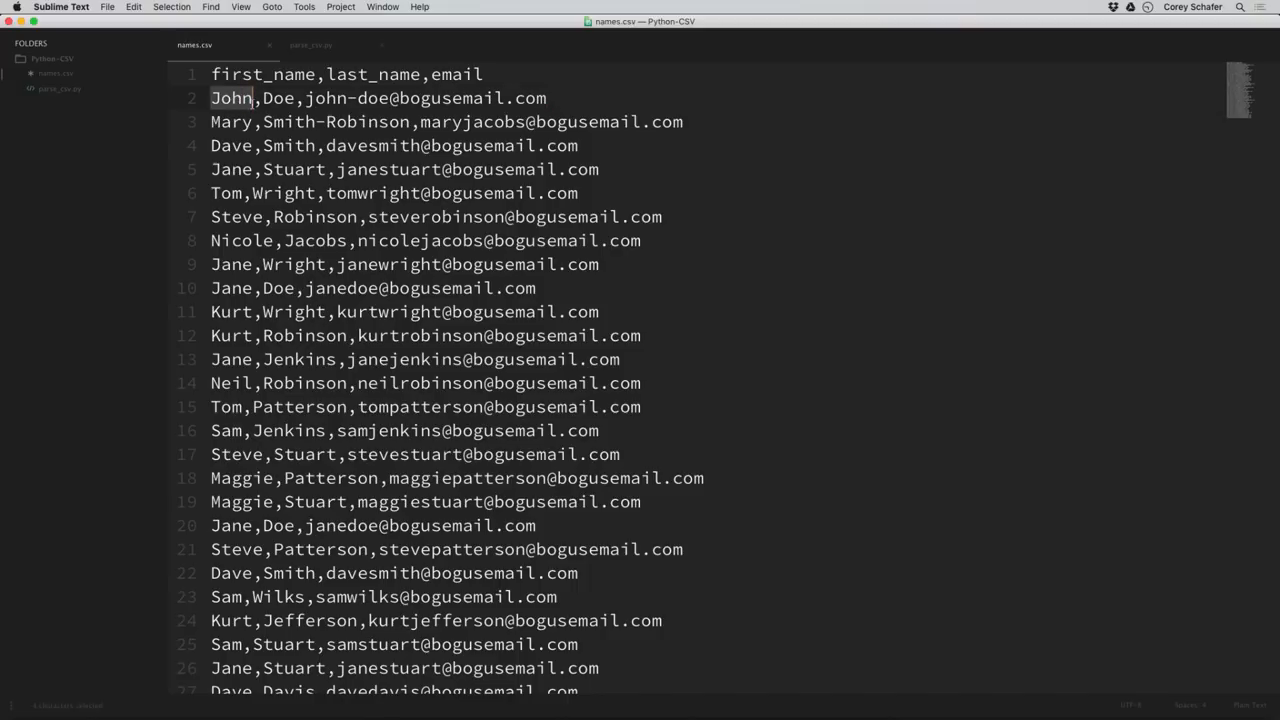 Sublime Text File Edit Selection Find View Goto Tools Project Window Help Corey Schafer
names.csv — Python-CSV
FOLDERS
Python-CSV
names.csv
parse_csv.py
names.csv parse_csv.py
1 first_name,last_name,email
2 John,Doe,john-doe@bogusemail.com
3 Mary,Smith-Robinson,maryjacobs@bogusemail.com
4 Dave,Smith,davesmith@bogusemail.com
5 Jane,Stuart,janestuart@bogusemail.com
6 Tom,Wright,tomwright@bogusemail.com
7 Steve,Robinson,steverobinson@bogusemail.com
8 Nicole,Jacobs,nicolejacobs@bogusemail.com
9 Jane,Wright,janewright@bogusemail.com
10 Jane,Doe,janedoe@bogusemail.com
11 Kurt,Wright,kurtwright@bogusemail.com
12 Kurt,Robinson,kurtrobinson@bogusemail.com
13 Jane,Jenkins,janejenkins@bogusemail.com
14 Neil,Robinson,neilrobinson@bogusemail.com
15 Tom,Patterson,tompatterson@bogusemail.com
16 Sam,Jenkins,samjenkins@bogusemail.com
17 Steve,Stuart,stevestuart@bogusemail.com
18 Maggie,Patterson,maggiepatterson@bogusemail.com
19 Maggie,Stuart,maggiestuart@bogusemail.com
20 Jane,Doe,janedoe@bogusemail.com
21 Steve,Patterson,stevepatterson@bogusemail.com
22 Dave,Smith,davesmith@bogusemail.com
23 Sam,Wilks,samwilks@bogusemail.com
24 Kurt,Jefferson,kurtjefferson@bogusemail.com
25 Sam,Stuart,samstuart@bogusemail.com
26 Jane,Stuart,janestuart@bogusemail.com
27 Dave,Davis,davedavis@bogusemail.com
UTF-8 Spaces: 4 Plain Text